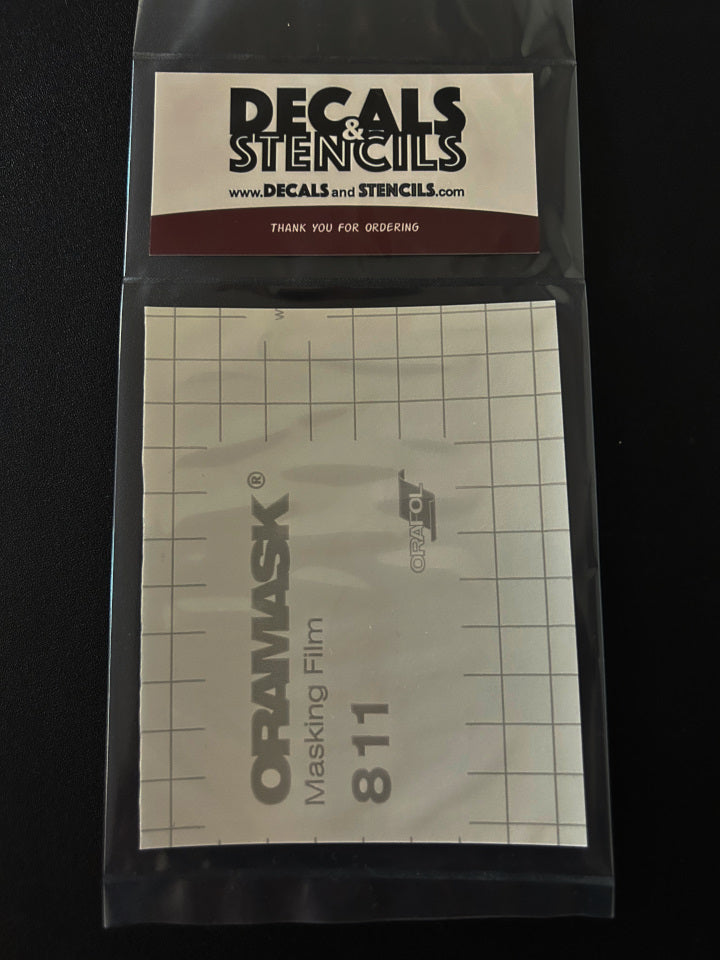 DECALS
&
STENCILS
www.DECALS and STENCILS.com
THANK YOU FOR ORDERING
w
ORAMASK®
Masking Film
811
ORAFOL